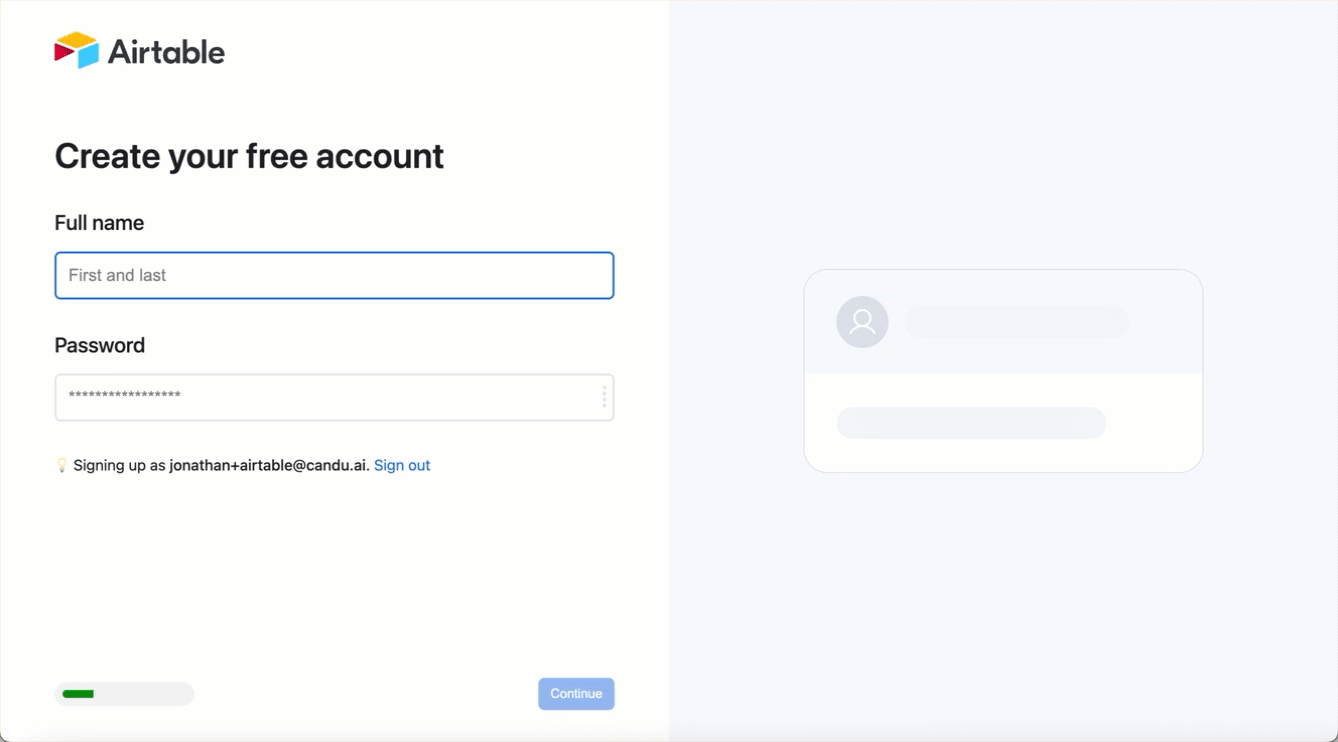 Airtable
Create your free account
Full name
First and last
Password
*****************
Signing up as jonathan+airtable@candu.ai. Sign out
Continue